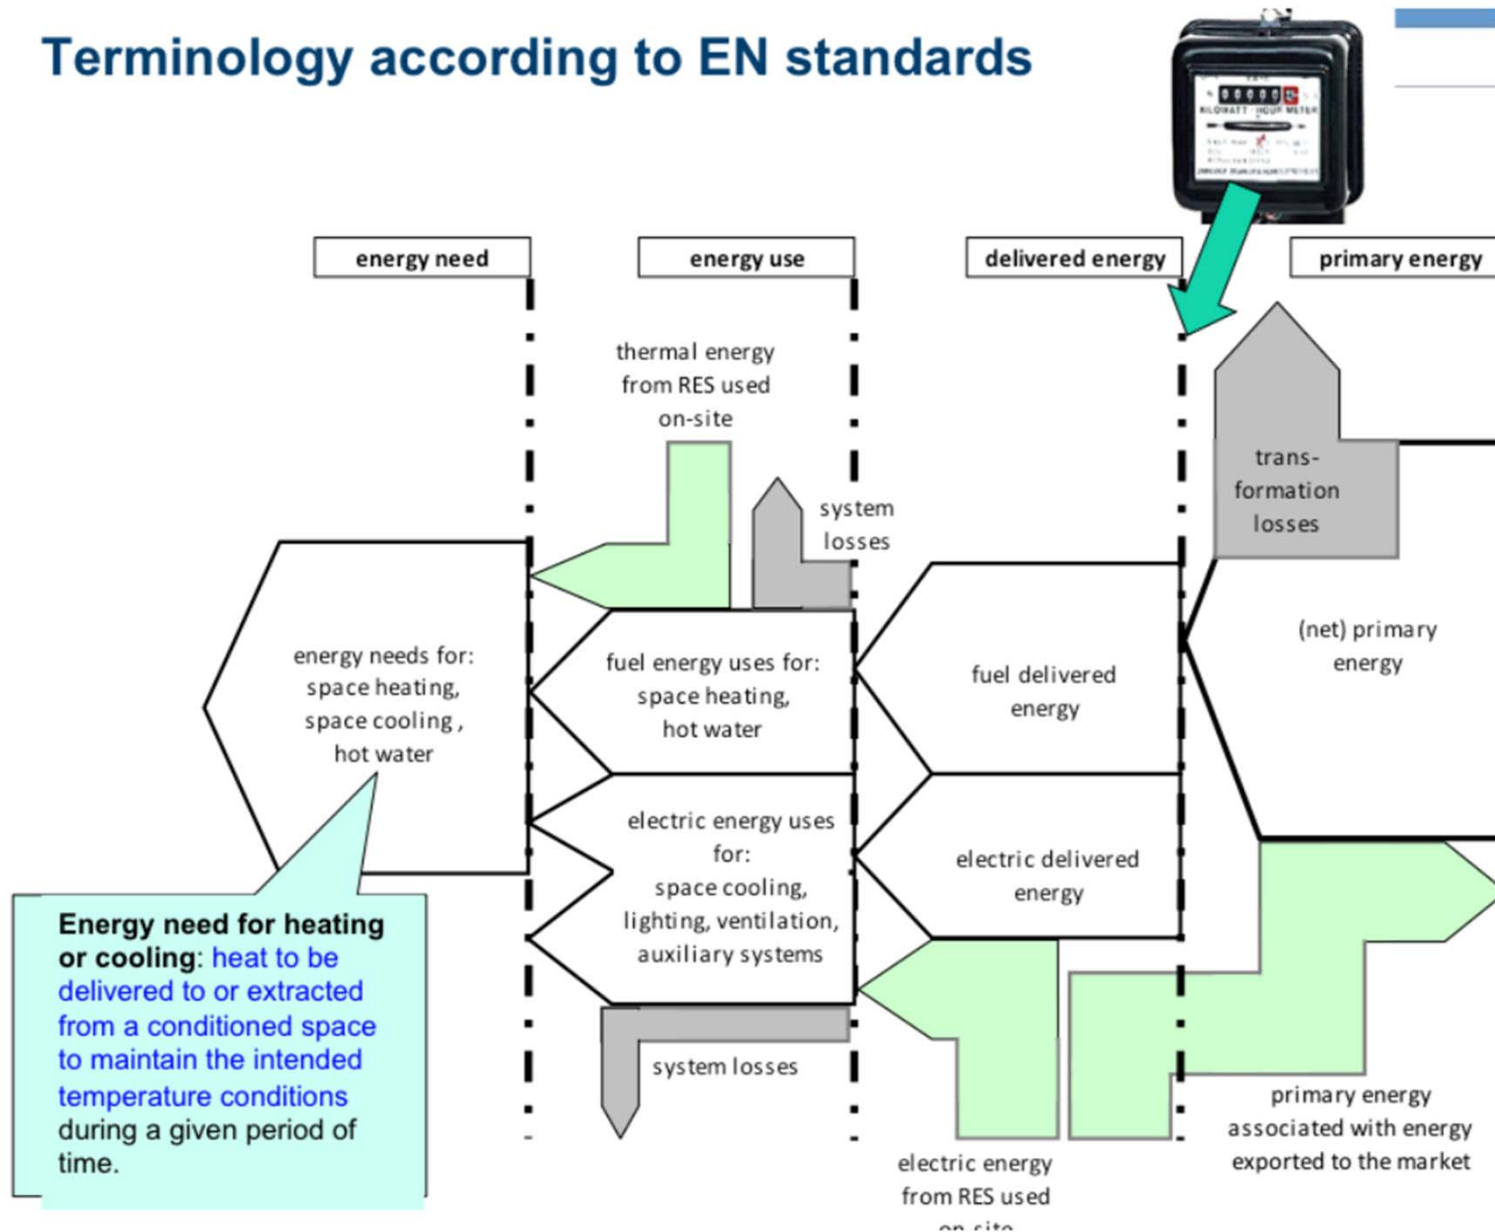 Terminology according to EN standards
KILOWATT-HOUR METER
energy need
energy use
delivered energy
primary energy
thermal energy
from RES used
on-site
system
losses
trans-
formation
losses
energy needs for:
space heating,
space cooling ,
hot water
fuel energy uses for:
space heating,
hot water
fuel delivered
energy
(net) primary
energy
electric energy uses
for:
space cooling,
lighting, ventilation,
auxiliary systems
electric delivered
energy
Energy need for heating
or cooling: heat to be
delivered to or extracted
from a conditioned space
to maintain the intended
temperature conditions
during a given period of
time.
system losses
electric energy
from RES used
on-site
primary energy
associated with energy
exported to the market